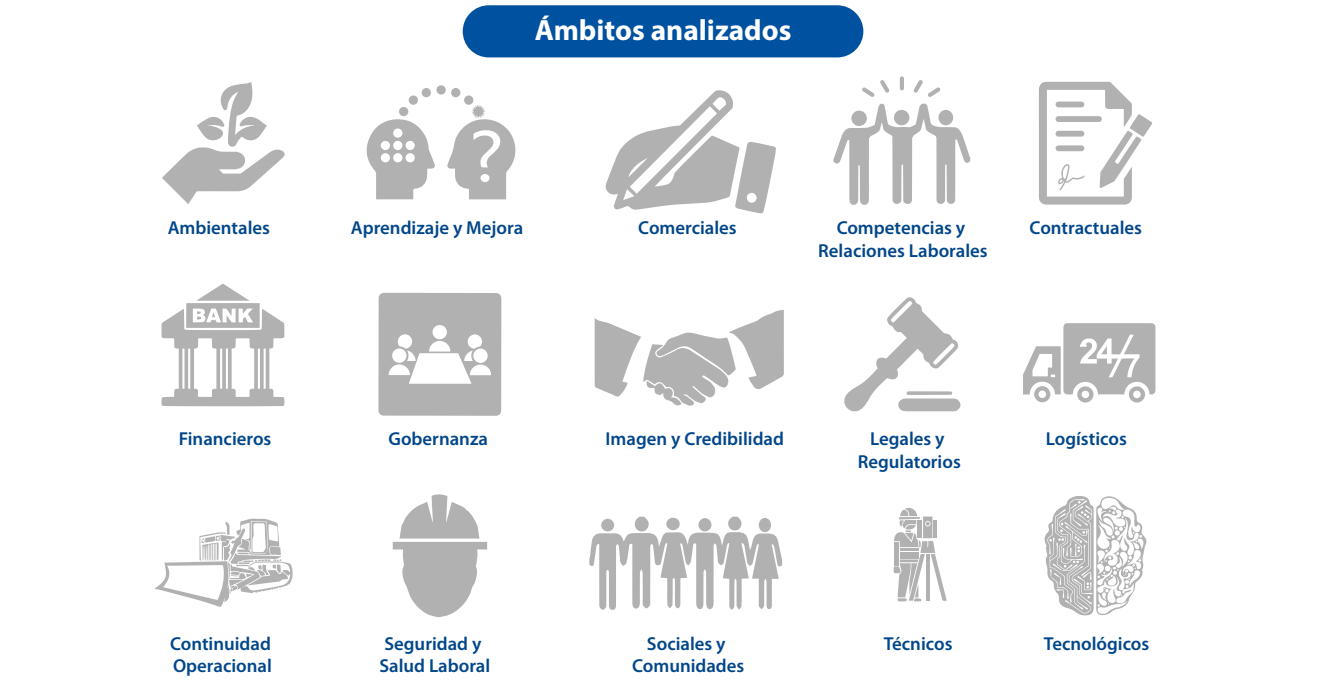 Ámbitos analizados
Ambientales
Aprendizaje y Mejora
Comerciales
Competencias y
Relaciones Laborales
Contractuales
BANK
24/7
Financieros
Gobernanza
Imagen y Credibilidad
Legales y
Regulatorios
Logísticos
Continuidad
Operacional
Seguridad y
Salud Laboral
Sociales y
Comunidades
Técnicos
Tecnológicos